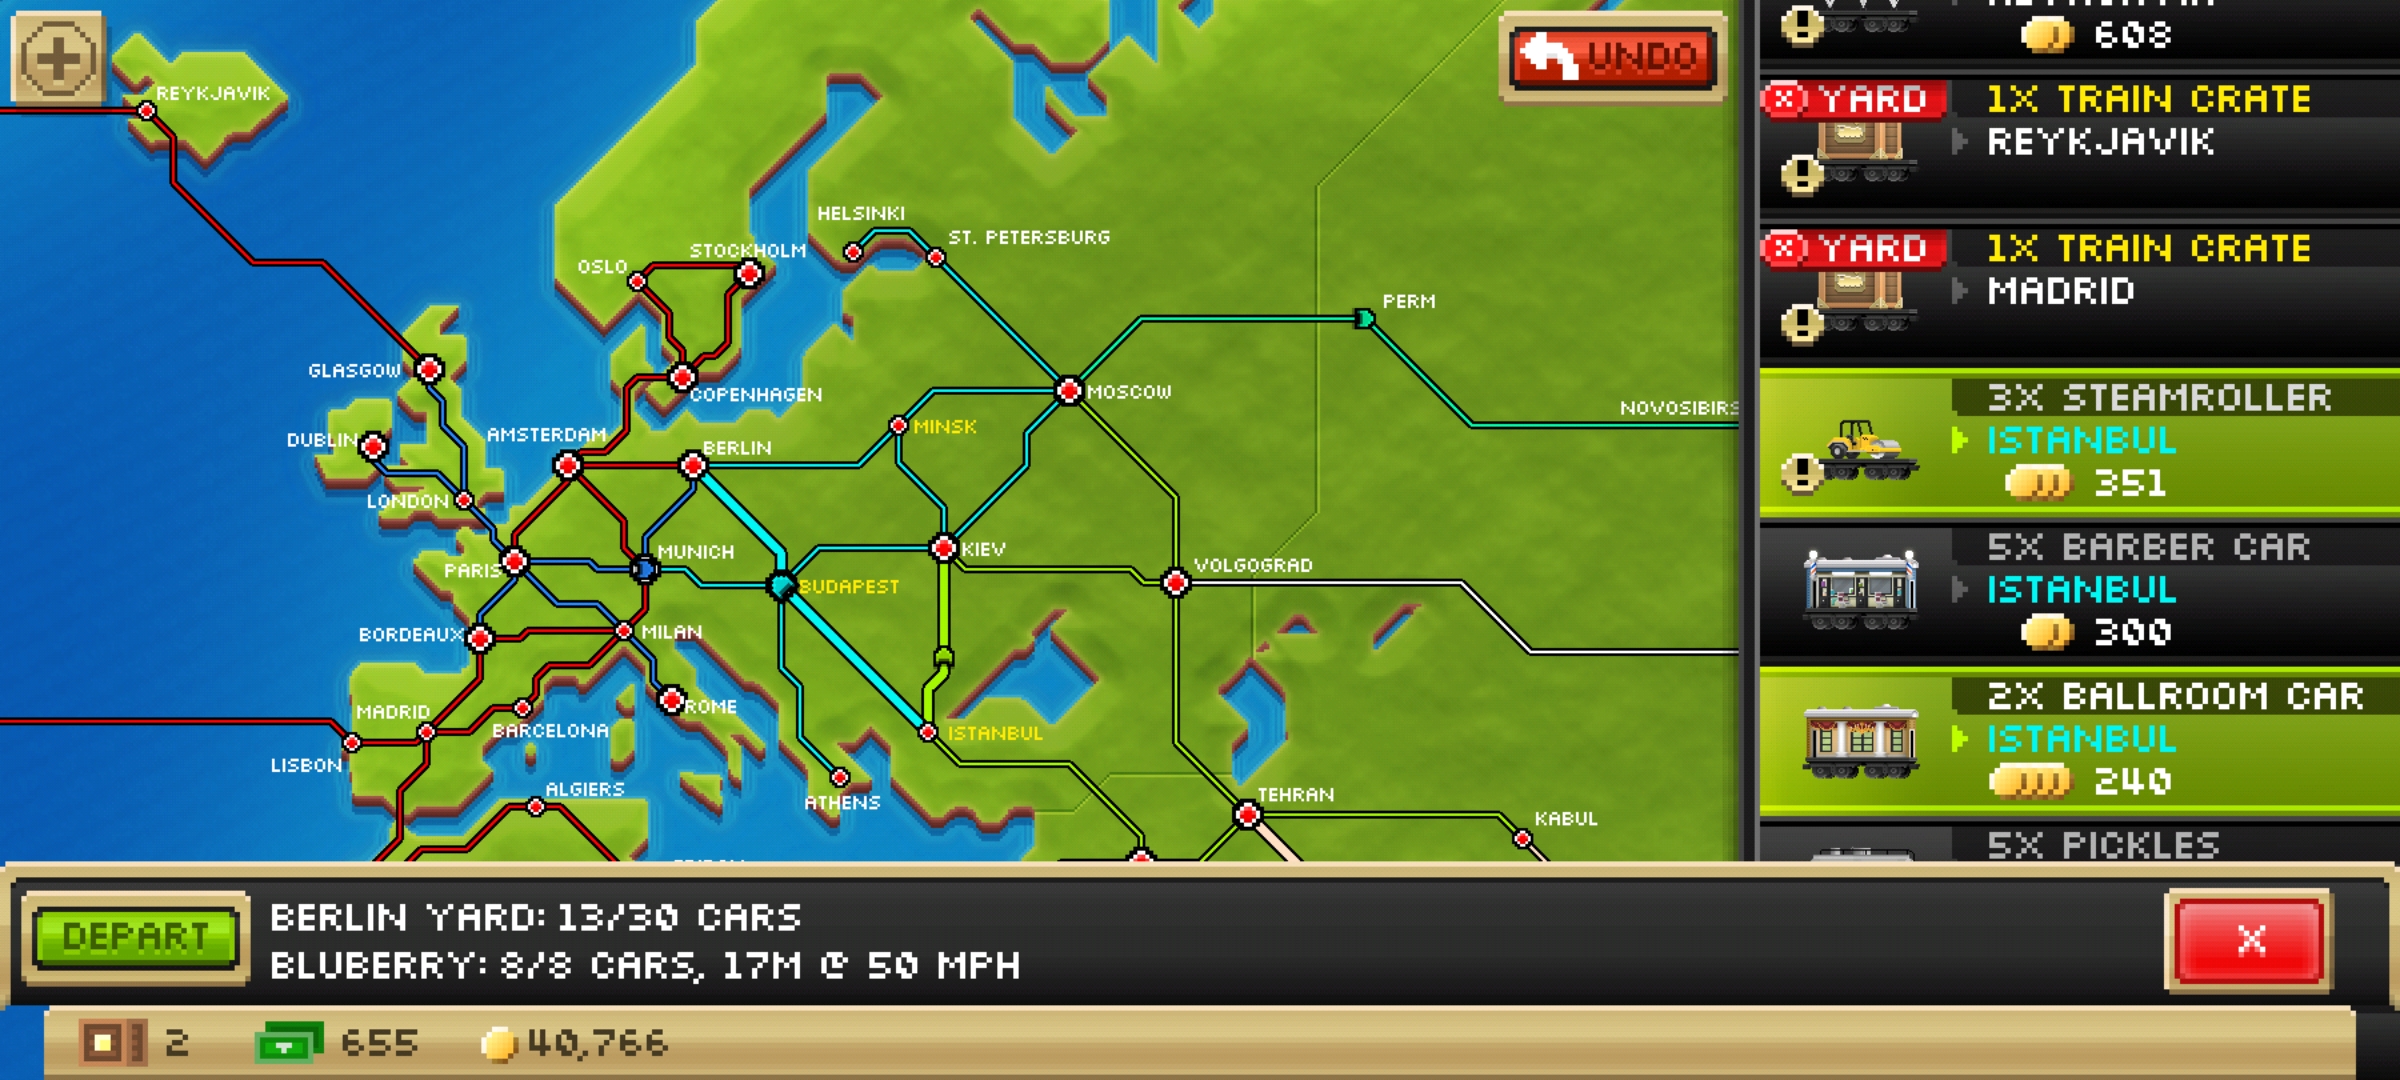 UNDO
REYKJAVIK
HELSINKI
ST. PETERSBURG
STOCKHOLM
OSLO
PERM
GLASGOW
COPENHAGEN
MOSCOW
NOVOSIBIRS
MINSK
DUBLIN
AMSTERDAM
BERLIN
LONDON
MUNICH
KIEV
PARIS
VOLGOGRAD
BUDAPEST
BORDEAUX
MILAN
MADRID
ROME
BARCELONA
ISTANBUL
LISBON
ALGIERS
ATHENS
TEHRAN
KABUL
608
YARD
1X TRAIN CRATE
REYKJAVIK
YARD
1X TRAIN CRATE
MADRID
3X STEAMROLLER
ISTANBUL
351
5X BARBER CAR
ISTANBUL
300
2X BALLROOM CAR
ISTANBUL
240
5X PICKLES
DEPART
BERLIN YARD: 13/30 CARS
BLUBERRY: 8/8 CARS, 17M @ 50 MPH
X
2
655
40,766